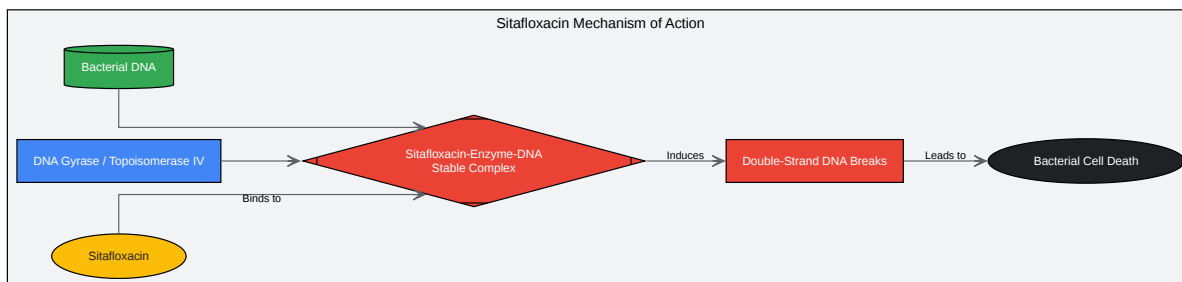 Sitafloxacin Mechanism of Action
Bacterial DNA
DNA Gyrase / Topoisomerase IV
Sitafloxacin-Enzyme-DNA
Stable Complex
Induces
Double-Strand DNA Breaks
Leads to
Bacterial Cell Death
Binds to
Sitafloxacin